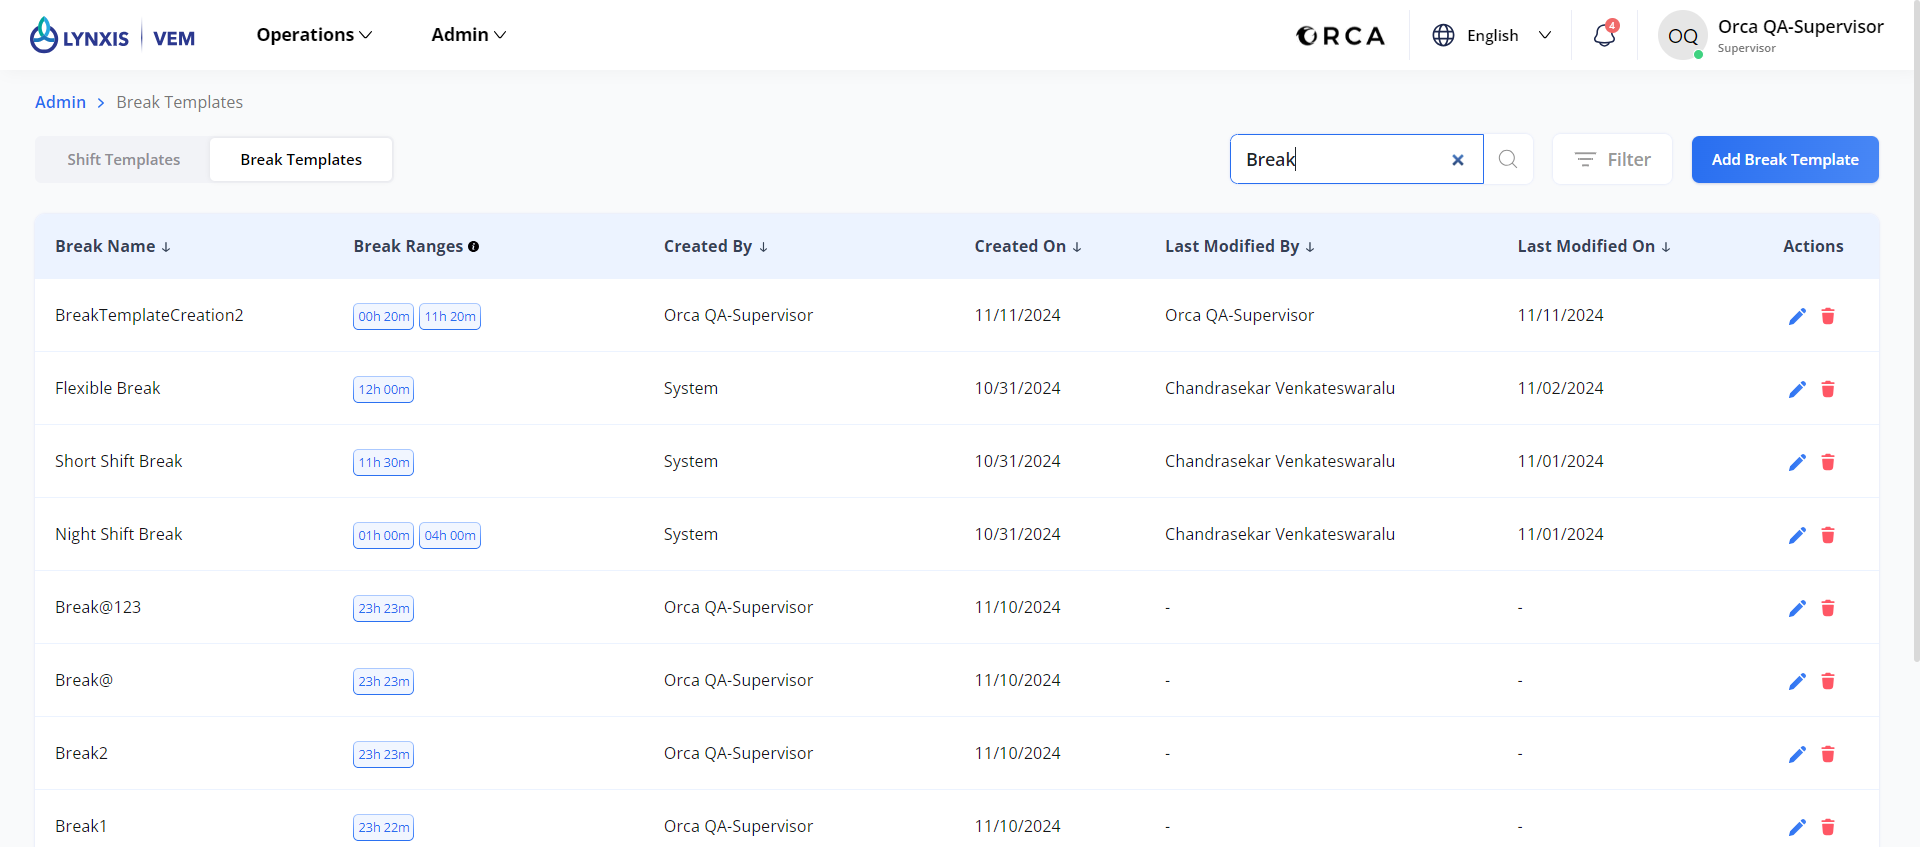 LYNXIS VEM Operations Admin ORCA English 4 OQ Orca QA-Supervisor
Supervisor
Admin > Break Templates
Shift Templates Break Templates Break Filter Add Break Template
Break Name Break Ranges Created By Created On Last Modified By Last Modified On Actions
BreakTemplateCreation2 00h 20m 11h 20m Orca QA-Supervisor 11/11/2024 Orca QA-Supervisor 11/11/2024
Flexible Break 12h 00m System 10/31/2024 Chandrasekar Venkateswaralu 11/02/2024
Short Shift Break 11h 30m System 10/31/2024 Chandrasekar Venkateswaralu 11/01/2024
Night Shift Break 01h 00m 04h 00m System 10/31/2024 Chandrasekar Venkateswaralu 11/01/2024
Break@123 23h 23m Orca QA-Supervisor 11/10/2024 - -
Break@ 23h 23m Orca QA-Supervisor 11/10/2024 - -
Break2 23h 23m Orca QA-Supervisor 11/10/2024 - -
Break1 23h 22m Orca QA-Supervisor 11/10/2024 - -